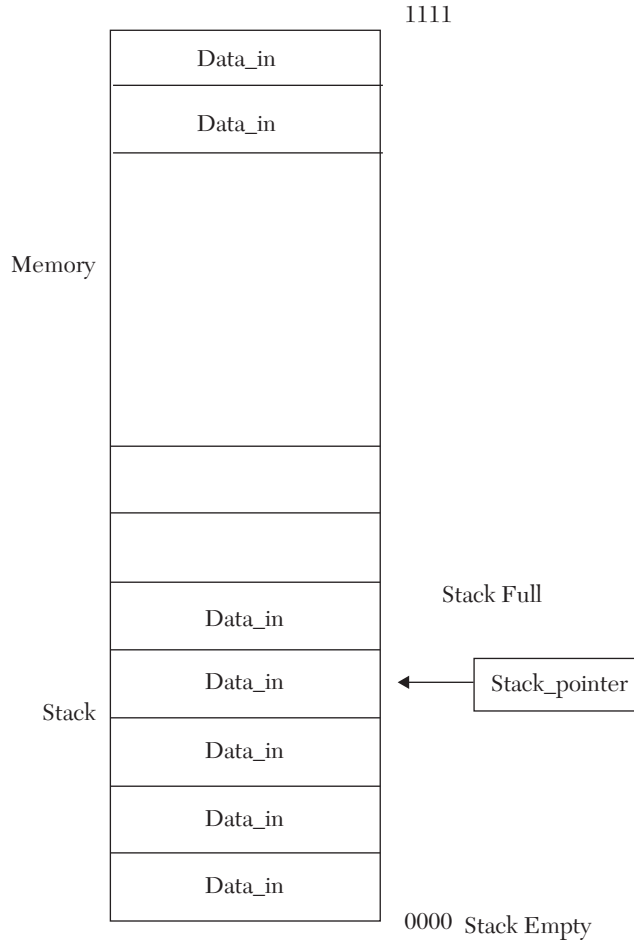 1111
Data_in
Data_in
Memory
Stack Full
Data_in
Data_in
Stack_pointer
Stack
Data_in
Data_in
Data_in
0000 Stack Empty